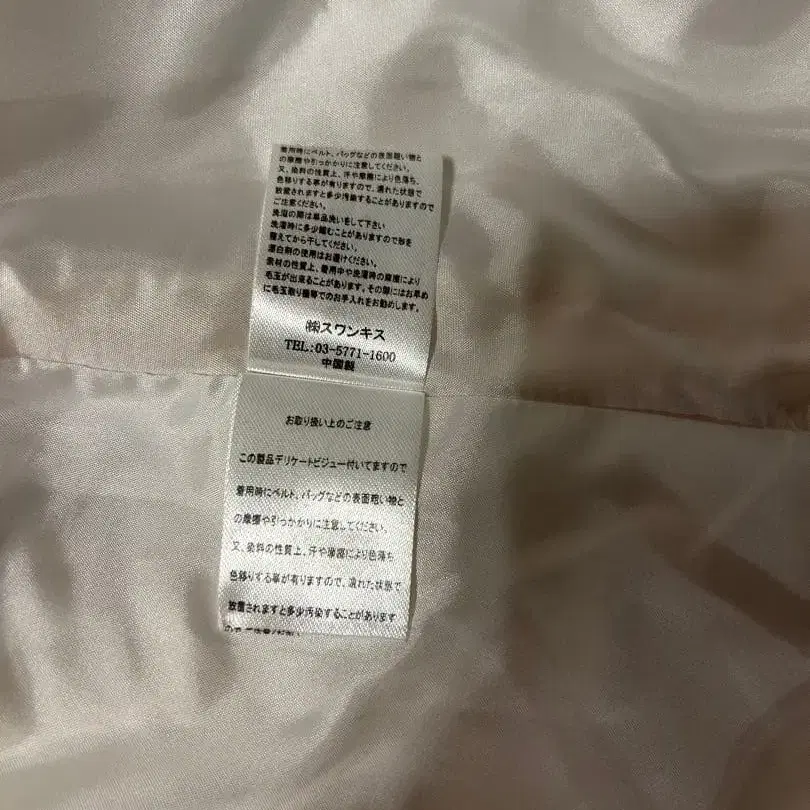 着用時にベルト、バッグなどの表面粗い物と
の摩擦や引っかかりに注意してください。
又、染料の性質上、汗や摩擦により色落ち、
色移りする事が有りますので、濡れた状態で
放置されますと多少汚染することがありますので
ご注意ください。
洗濯の際は単品洗いをして下さい
洗濯時に多少縮むことがありますので形を
整えてから干してください。
漂白剤の使用はお避けください。
素材の性質上、着用中や洗濯時の摩擦により
毛玉が出来ることがあります。その際にはお早め
に毛玉取り器等でのお手入れをお勧めします。
㈱スワンキス
TEL:03-5771-1600
中国製
お取り扱い上のご注意
この製品デリケートビジュー付いてますので
着用時にベルト、バッグなどの表面粗い物と
の摩擦や引っかかりに注意してください。
又、染料の性質上、汗や摩擦により色落ち
色移りする事が有りますので、濡れた状態で
放置されますと多少汚染することがあります
のでご注意ください